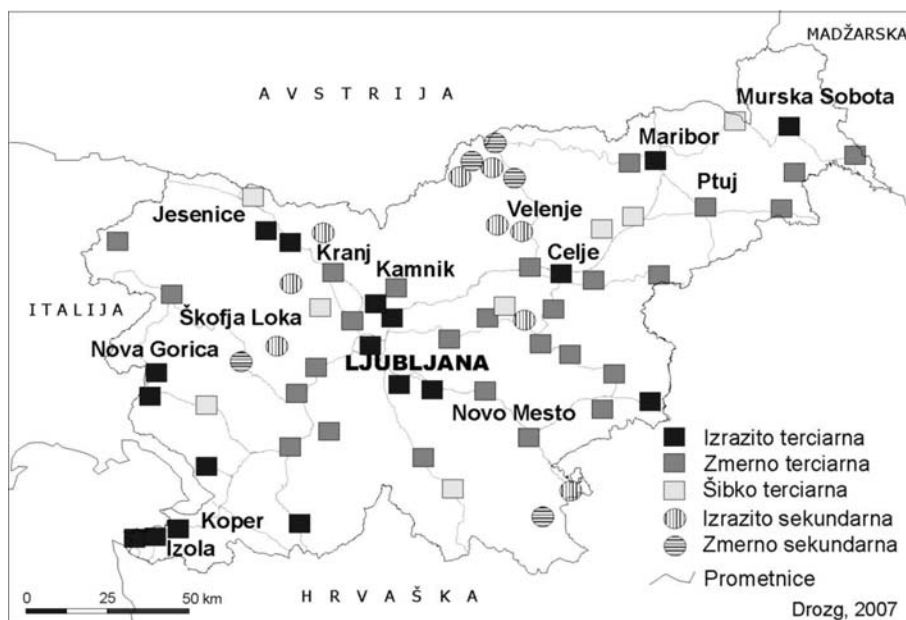 MADŽARSKA
A V S T R I J A
Murska Sobota
Maribor
Ptuj
Jesenice
Velenje
Kranj
Celje
Kamnik
ITALIJA
Škofja Loka
Nova Gorica
LJUBLJANA
Novo Mesto
Koper
Izola
H R V A Š K A
Izrazito terciarna
Zmerno terciarna
Šibko terciarna
Izrazito sekundarna
Zmerno sekundarna
Prometnice
0 25 50 km
Drozg, 2007